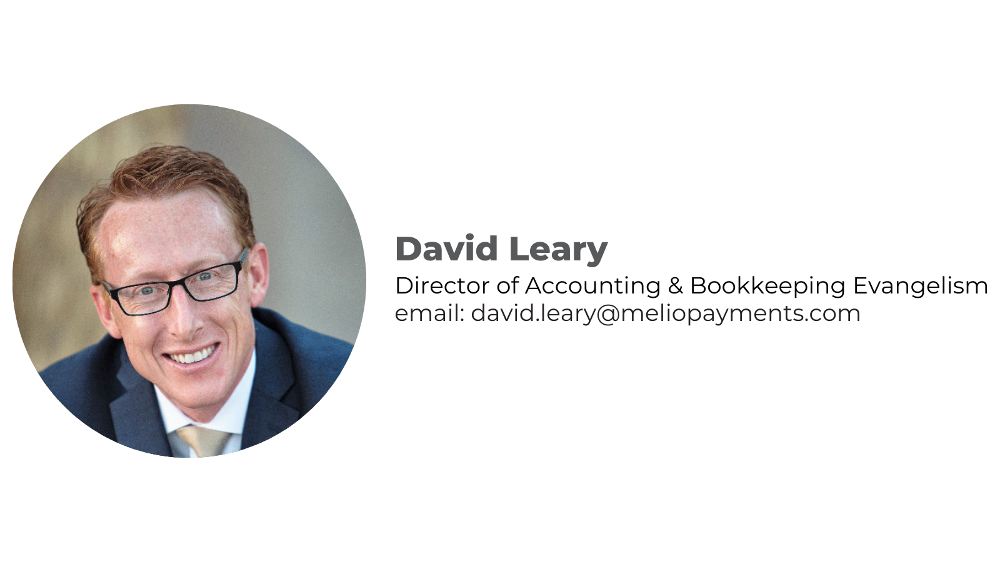 David Leary
Director of Accounting & Bookkeeping Evangelism
email: david.leary@meliopayments.com